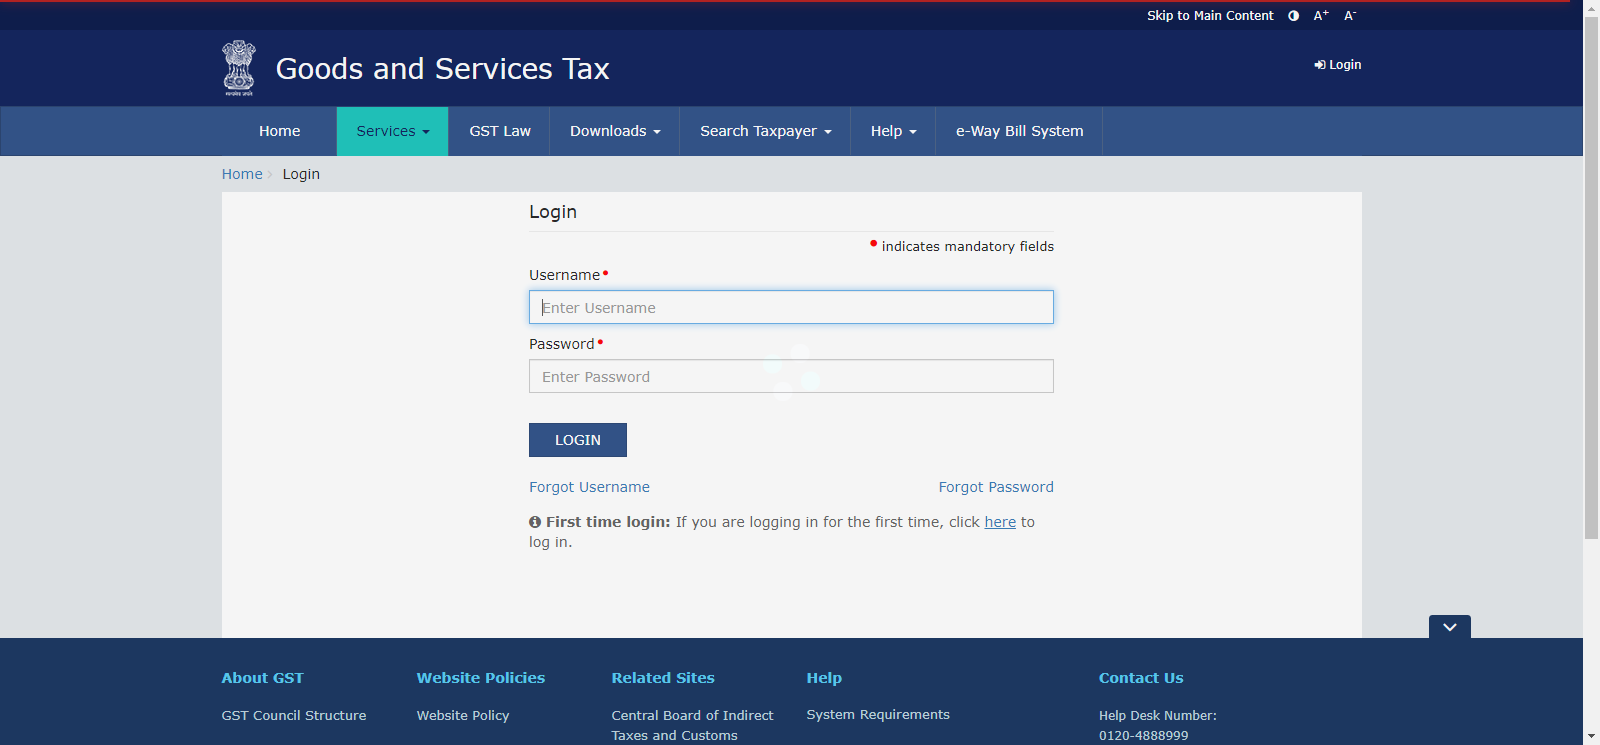 Skip to Main Content A+ A-
Goods and Services Tax
Login
Home Services GST Law Downloads Search Taxpayer Help e-Way Bill System
Home Login
Login
• indicates mandatory fields
Username•
Enter Username
Password•
Enter Password
LOGIN
Forgot Username Forgot Password
First time login: If you are logging in for the first time, click here to
log in.
About GST Website Policies Related Sites Help Contact Us
GST Council Structure Website Policy Central Board of Indirect System Requirements Help Desk Number:
Taxes and Customs 0120-4888999